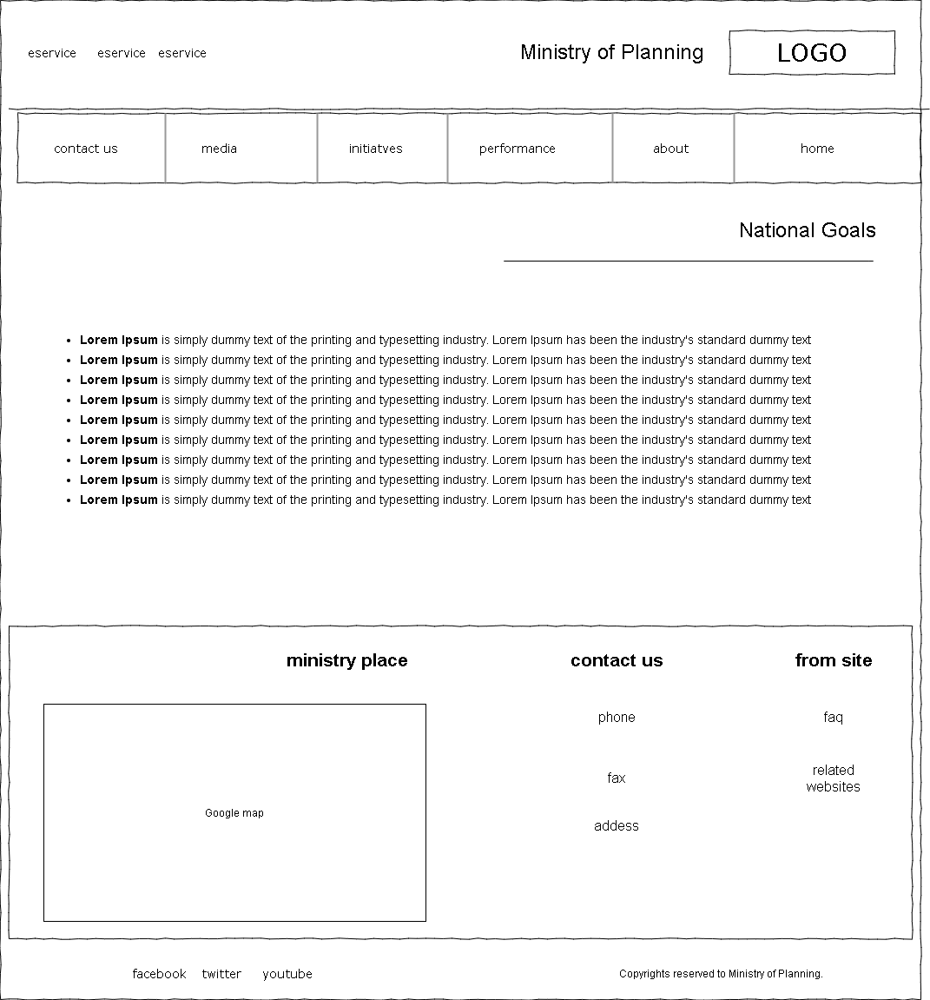 eservice eservice eservice Ministry of Planning LOGO
contact us media initiatves performance about home
National Goals
• Lorem Ipsum is simply dummy text of the printing and typesetting industry. Lorem Ipsum has been the industry's standard dummy text
• Lorem Ipsum is simply dummy text of the printing and typesetting industry. Lorem Ipsum has been the industry's standard dummy text
• Lorem Ipsum is simply dummy text of the printing and typesetting industry. Lorem Ipsum has been the industry's standard dummy text
• Lorem Ipsum is simply dummy text of the printing and typesetting industry. Lorem Ipsum has been the industry's standard dummy text
• Lorem Ipsum is simply dummy text of the printing and typesetting industry. Lorem Ipsum has been the industry's standard dummy text
• Lorem Ipsum is simply dummy text of the printing and typesetting industry. Lorem Ipsum has been the industry's standard dummy text
• Lorem Ipsum is simply dummy text of the printing and typesetting industry. Lorem Ipsum has been the industry's standard dummy text
• Lorem Ipsum is simply dummy text of the printing and typesetting industry. Lorem Ipsum has been the industry's standard dummy text
• Lorem Ipsum is simply dummy text of the printing and typesetting industry. Lorem Ipsum has been the industry's standard dummy text
ministry place
Google map
contact us
phone
fax
addess
from site
faq
related
websites
facebook twitter youtube
Copyrights reserved to Ministry of Planning.